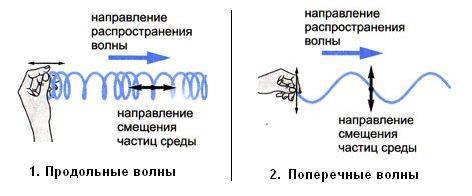 направление
распространения
волны
направление
смещения
частиц среды
1. Продольные волны
направление
распространения
волны
направление
смещения
частиц среды
2. Поперечные волны